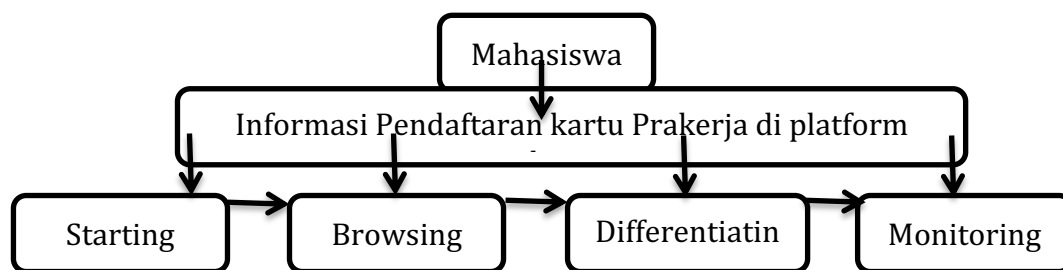 Mahasiswa
Informasi Pendaftaran kartu Prakerja di platform
Starting
Browsing
Differentiatin
Monitoring